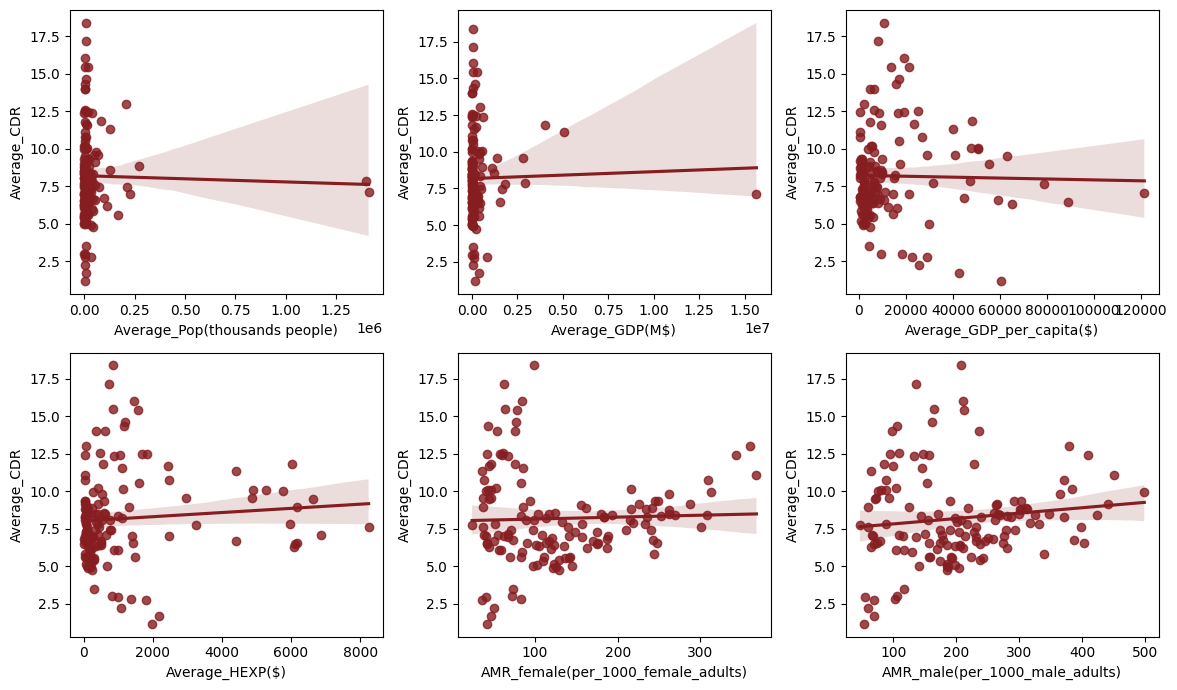 17.5
15.0
12.5
10.0
7.5
5.0
2.5
Average_CDR
0.00 0.25 0.50 0.75 1.00 1.25
1e6
Average_Pop(thousands people)
17.5
15.0
12.5
10.0
7.5
5.0
2.5
Average_CDR
0.0 0.5 1.0 1.5
1e7
Average_GDP(M$)
17.5
15.0
12.5
10.0
7.5
5.0
2.5
Average_CDR
0 20000 40000 60000 80000 100000 120000
Average_GDP_per_capita($)
17.5
15.0
12.5
10.0
7.5
5.0
2.5
Average_CDR
0 2000 4000 6000 8000
Average_HEXP($)
17.5
15.0
12.5
10.0
7.5
5.0
2.5
Average_CDR
100 200 300
AMR_female(per_1000_female_adults)
17.5
15.0
12.5
10.0
7.5
5.0
2.5
Average_CDR
100 200 300 400 500
AMR_male(per_1000_male_adults)